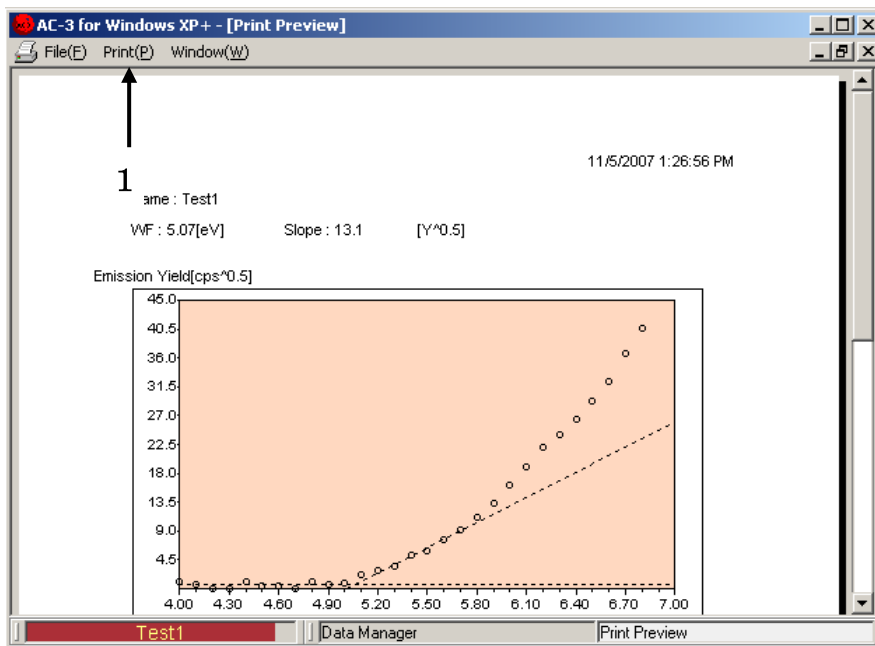 AC-3 for Windows XP+ - [Print Preview]
File(F) Print(P) Window(W)
11/5/2007 1:26:56 PM
1
ame : Test1
WF : 5.07[eV] Slope : 13.1 [Y^0.5]
Emission Yield[cps^0.5]
45.0
40.5
36.0
31.5
27.0
22.5
18.0
13.5
9.0
4.5
4.00 4.30 4.60 4.90 5.20 5.50 5.80 6.10 6.40 6.70 7.00
Test1 Data Manager Print Preview